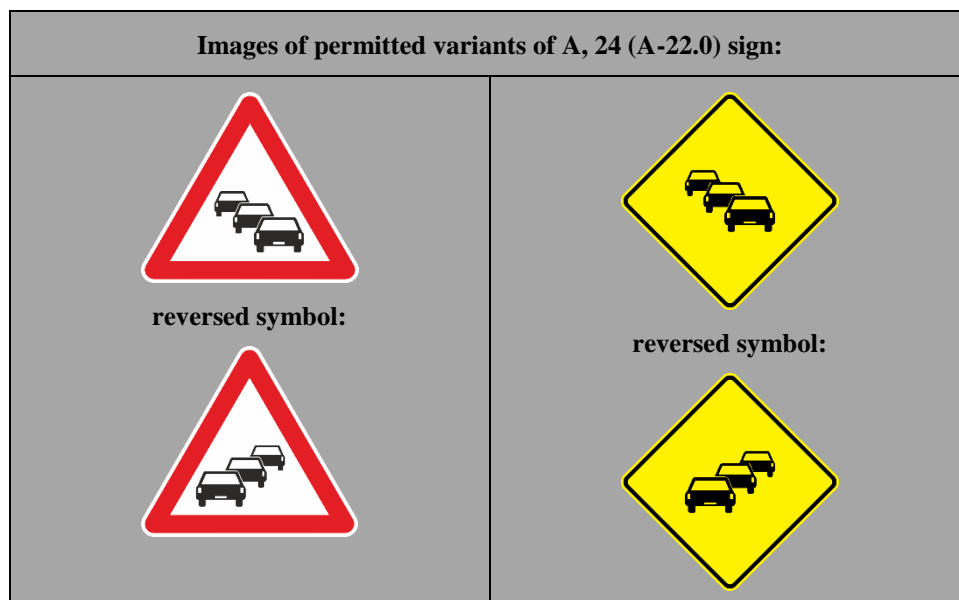 Images of permitted variants of A, 24 (A-22.0) sign:
reversed symbol:
reversed symbol: